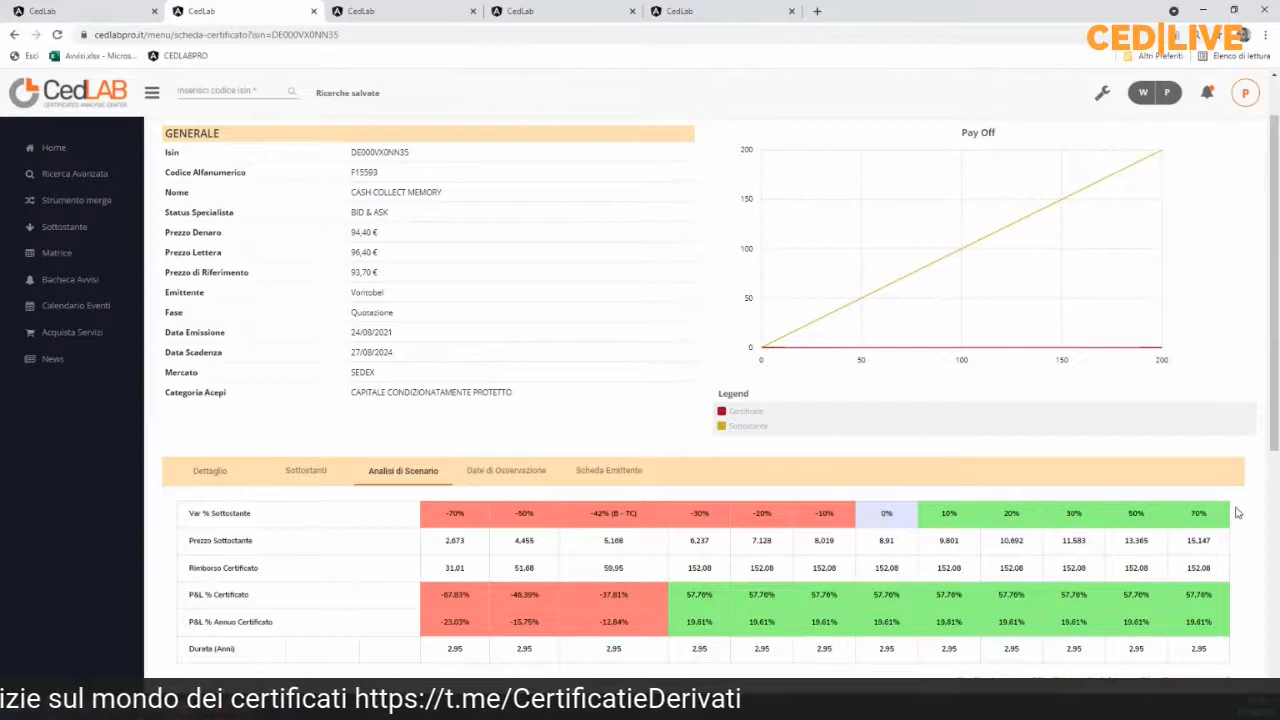 CedLab
CedLab
CedLab
CedLab
CedLab
cedlabpro.it/menu/scheda-certificato?isin=DE000VX0NN35
CED|LIVE
Esci
Avvisi.xlsx - Micros...
CEDLABPRO
Altri Preferiti
Elenco di lettura
CedLAB
CERTIFICATES ANALYSIS CENTER
Inserisci codice isin *
Ricerche salvate
W P
P
Home
Ricerca Avanzata
Strumento merge
Sottostante
Matrice
Bacheca Avvisi
Calendario Eventi
Acquista Servizi
News
GENERALE
Isin DE000VX0NN35
Codice Alfanumerico F15593
Nome CASH COLLECT MEMORY
Status Specialista BID & ASK
Prezzo Denaro 94,40 €
Prezzo Lettera 96,40 €
Prezzo di Riferimento 93,70 €
Emittente Vontobel
Fase Quotazione
Data Emissione 24/08/2021
Data Scadenza 27/08/2024
Mercato SEDEX
Categoria Acepi CAPITALE CONDIZIONATAMENTE PROTETTO
Pay Off
200
150
100
50
0
0 50 100 150 200
Legend
Certificato
Sottostante
Dettaglio Sottostanti Analisi di Scenario Date di Osservazione Scheda Emittente
Var % Sottostante -70% -50% -42% (B - TC) -30% -20% -10% 0% 10% 20% 30% 50% 70%
Prezzo Sottostante 2,673 4,455 5,168 6,237 7,128 8,019 8,91 9,801 10,692 11,583 13,365 15,147
Rimborso Certificato 31,01 51,68 59,95 152,08 152,08 152,08 152,08 152,08 152,08 152,08 152,08 152,08
P&L % Certificato -67,83% -46,39% -37,81% 57,76% 57,76% 57,76% 57,76% 57,76% 57,76% 57,76% 57,76% 57,76%
P&L % Annuo Certificato -23,03% -15,75% -12,84% 19,61% 19,61% 19,61% 19,61% 19,61% 19,61% 19,61% 19,61% 19,61%
Durata (Anni) 2,95 2,95 2,95 2,95 2,95 2,95 2,95 2,95 2,95 2,95 2,95 2,95
izie sul mondo dei certificati https://t.me/CertificatieDerivati